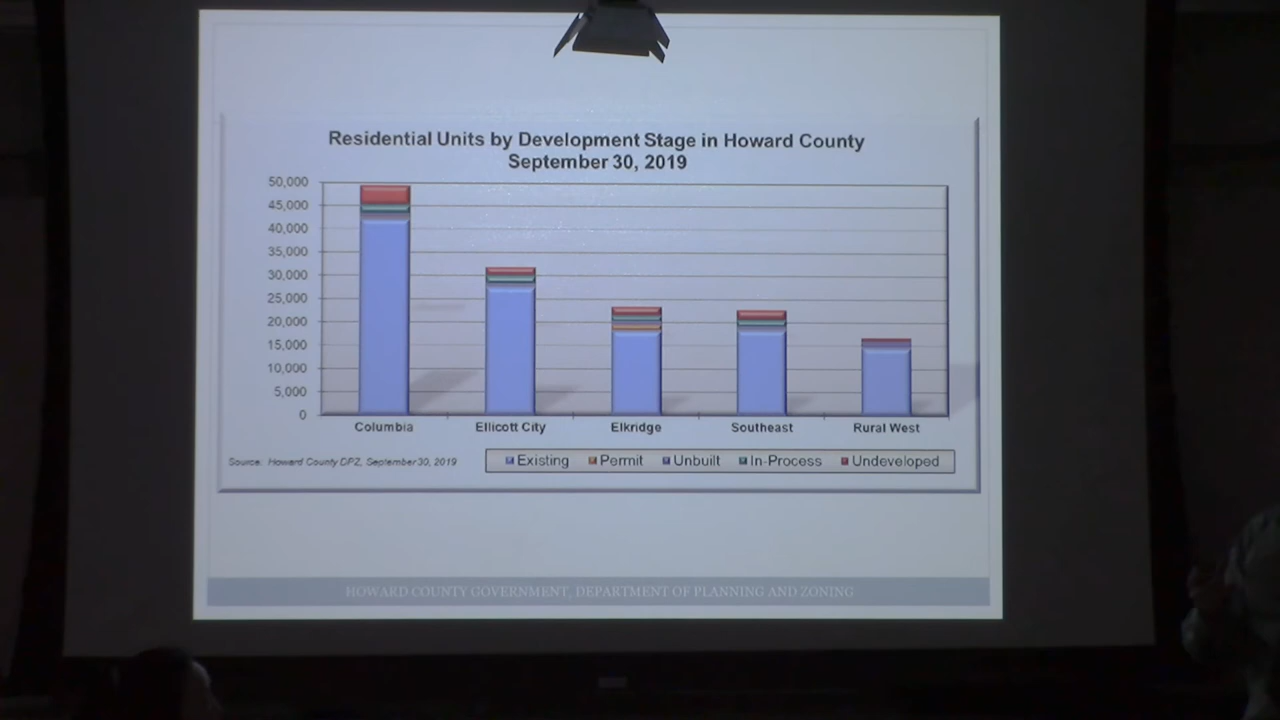 Residential Units by Development Stage in Howard County
September 30, 2019
50,000
45,000
40,000
35,000
30,000
25,000
20,000
15,000
10,000
5,000
0
Columbia Ellicott City Elkridge Southeast Rural West
Source: Howard County DPZ, September 30, 2019
Existing Permit Unbuilt In-Process Undeveloped
HOWARD COUNTY GOVERNMENT, DEPARTMENT OF PLANNING AND ZONING